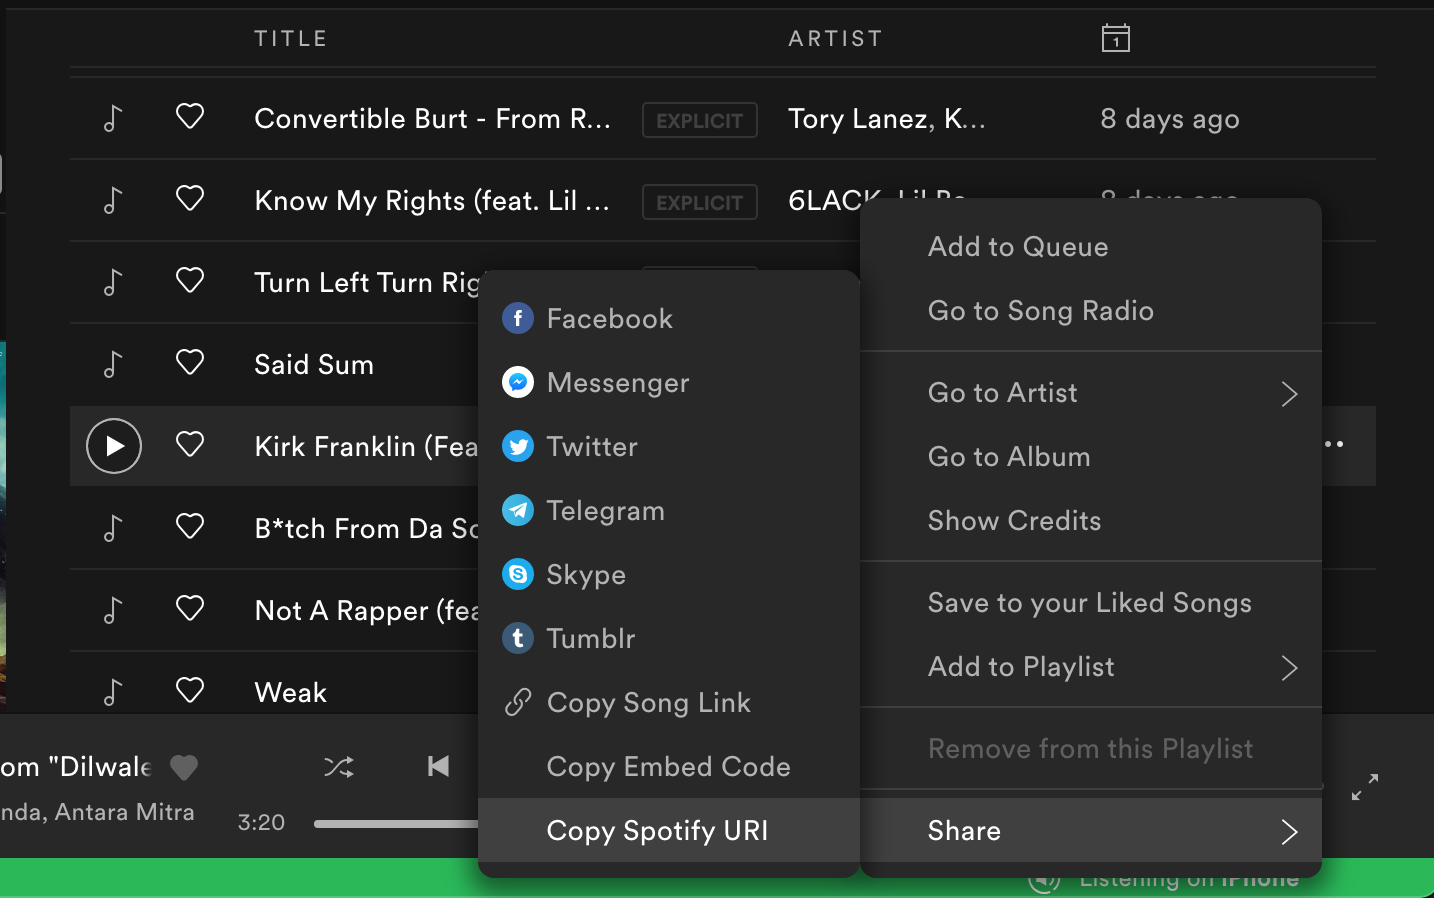 TITLE ARTIST 1
Convertible Burt - From R... EXPLICIT Tory Lanez, K... 8 days ago
Know My Rights (feat. Lil ... EXPLICIT 6LACK, Lil Ba 8 days ago
Turn Left Turn Rig
Said Sum
Kirk Franklin (Fea
B*tch From Da So
Not A Rapper (fea
Weak
Add to Queue
Go to Song Radio
Go to Artist
Go to Album
Show Credits
Save to your Liked Songs
Add to Playlist
Remove from this Playlist
Share
Facebook
Messenger
Twitter
Telegram
Skype
Tumblr
Copy Song Link
Copy Embed Code
Copy Spotify URI
om "Dilwale
nda, Antara Mitra
3:20
Listening on iPhone